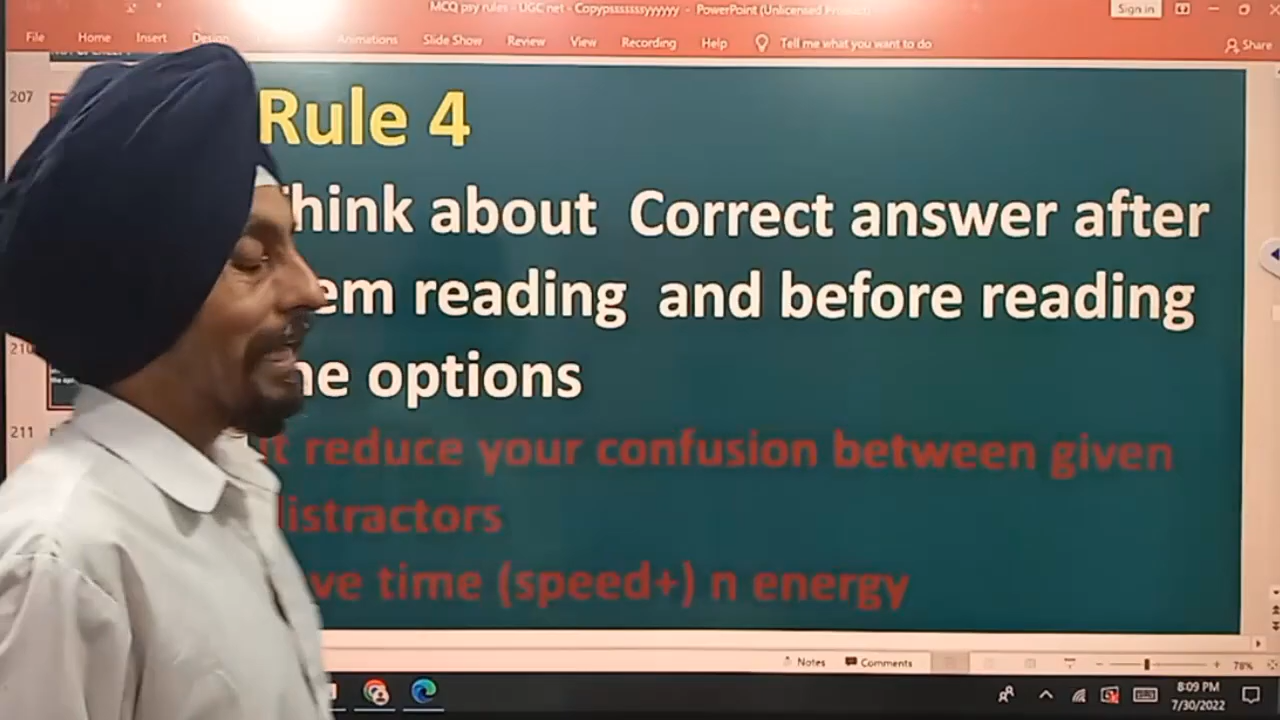 MCQ psy rules - UGC net - Copypsssssssyyyyyy - PowerPoint (Unlicensed
Sign in
File Home Insert Design Animations Slide Show Review View Recording Help Tell me what you want to do
Share
207
Rule 4
hink about Correct answer after
em reading and before reading
he options
210
211
It reduce your confusion between given
listractors
ve time (speed+) n energy
Notes Comments
78%
8:09 PM
7/30/2022